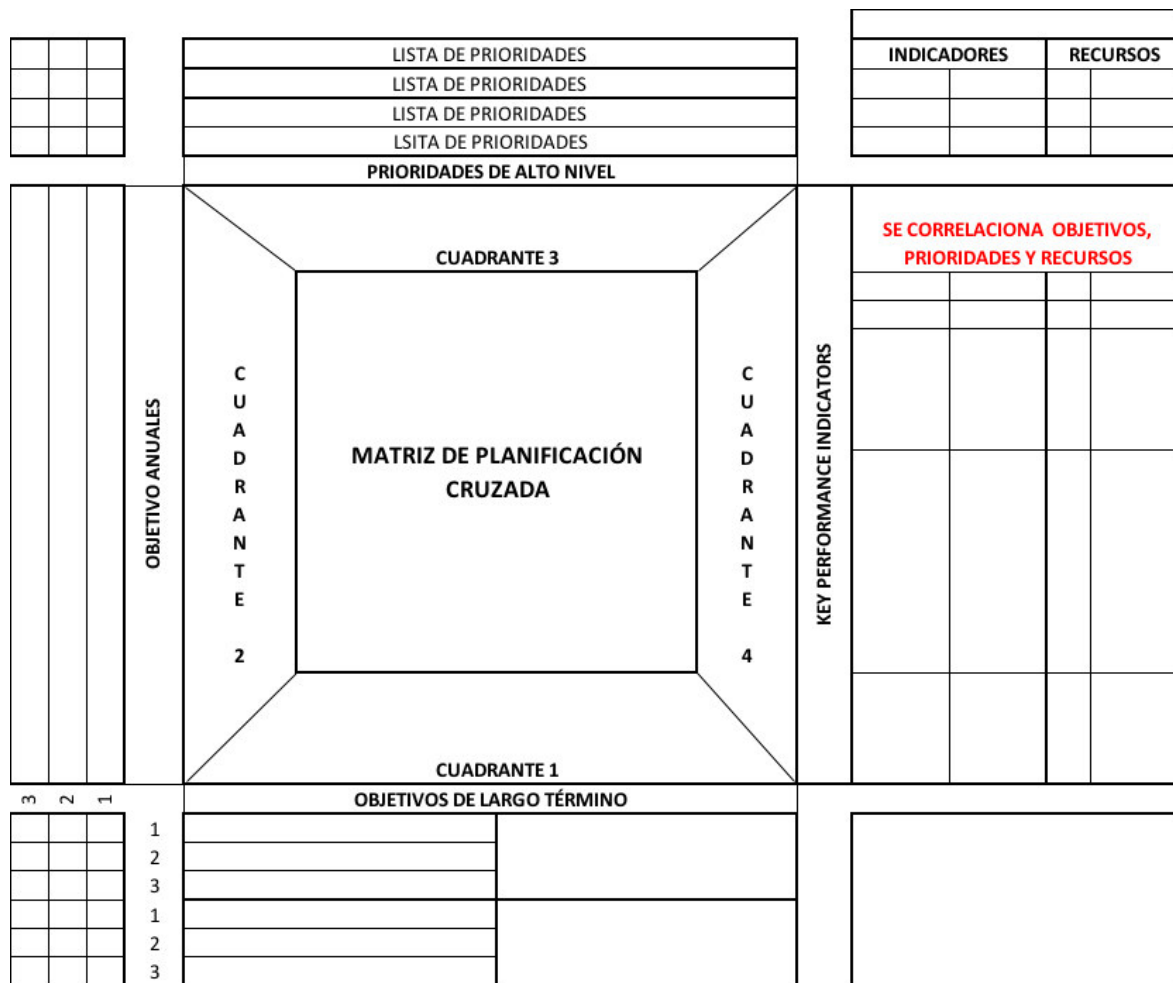 LISTA DE PRIORIDADES
LISTA DE PRIORIDADES
LISTA DE PRIORIDADES
LSITA DE PRIORIDADES
PRIORIDADES DE ALTO NIVEL
INDICADORES RECURSOS
SE CORRELACIONA OBJETIVOS,
PRIORIDADES Y RECURSOS
OBJETIVO ANUALES
CUADRANTE 2
CUADRANTE 3
MATRIZ DE PLANIFICACIÓN
CRUZADA
CUADRANTE 4
KEY PERFORMANCE INDICATORS
CUADRANTE 1
OBJETIVOS DE LARGO TÉRMINO
3 2 1
1
2
3
1
2
3